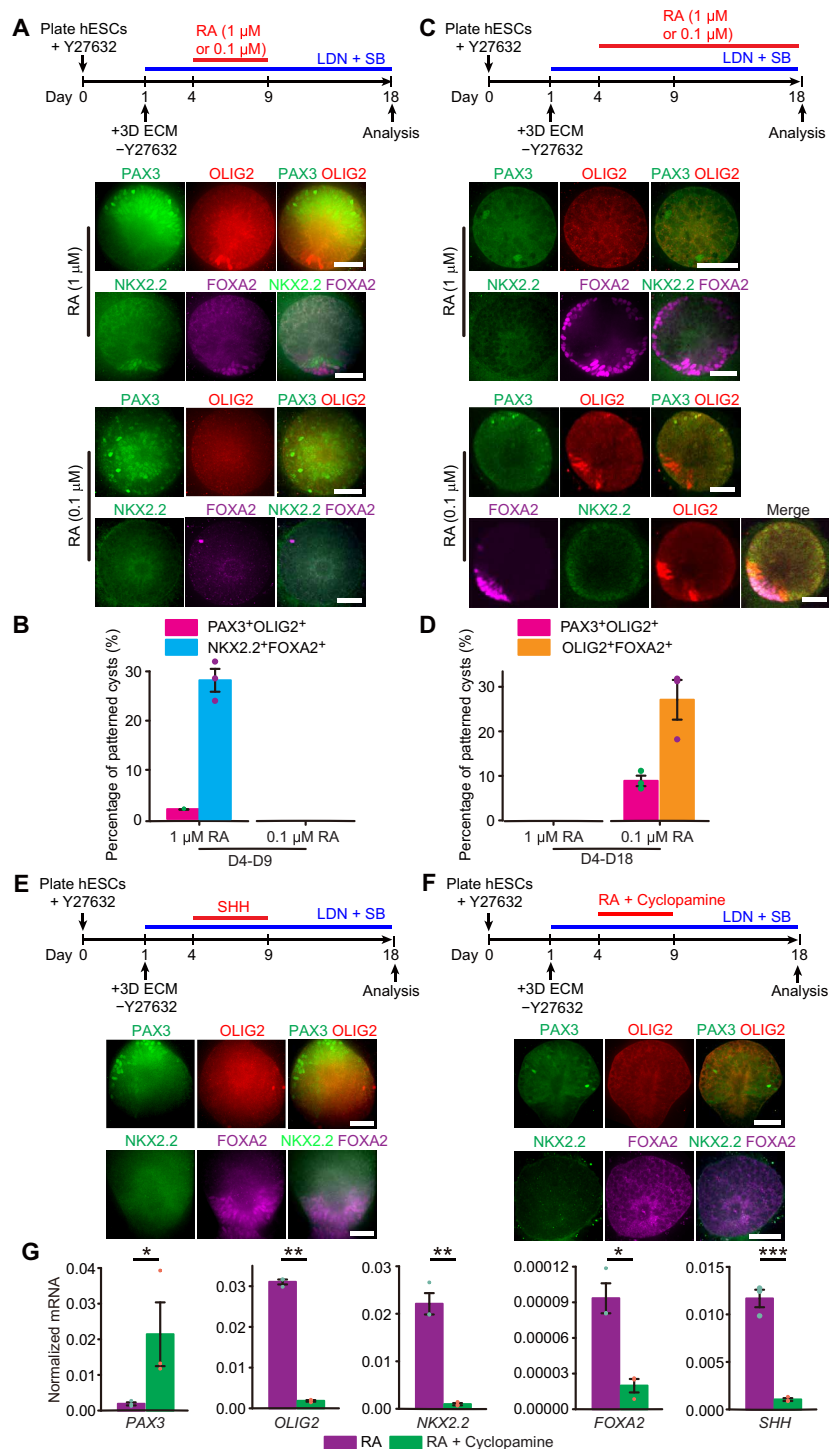 A
Plate hESCs
+ Y27632
RA (1 µM
or 0.1 µM)
LDN + SB
Day 0 1 4 9 18
+3D ECM
−Y27632
Analysis
PAX3 OLIG2 PAX3 OLIG2
RA (1 µM)
NKX2.2 FOXA2 NKX2.2 FOXA2
PAX3 OLIG2 PAX3 OLIG2
RA (0.1 µM)
NKX2.2 FOXA2 NKX2.2 FOXA2
C
Plate hESCs
+ Y27632
RA (1 µM
or 0.1 µM)
LDN + SB
Day 0 1 4 9 18
+3D ECM
−Y27632
Analysis
PAX3 OLIG2 PAX3 OLIG2
RA (1 µM)
NKX2.2 FOXA2 NKX2.2 FOXA2
PAX3 OLIG2 PAX3 OLIG2
RA (0.1 µM)
FOXA2 NKX2.2 OLIG2 Merge
B
PAX3⁺OLIG2⁺
NKX2.2⁺FOXA2⁺
Percentage of patterned cysts (%)
30
20
10
0
1 µM RA 0.1 µM RA
D4-D9
D
PAX3⁺OLIG2⁺
OLIG2⁺FOXA2⁺
Percentage of patterned cysts (%)
30
20
10
0
1 µM RA 0.1 µM RA
D4-D18
E
Plate hESCs
+ Y27632
SHH
LDN + SB
Day 0 1 4 9 18
+3D ECM
−Y27632
Analysis
PAX3 OLIG2 PAX3 OLIG2
NKX2.2 FOXA2 NKX2.2 FOXA2
F
Plate hESCs
+ Y27632
RA + Cyclopamine
LDN + SB
Day 0 1 4 9 18
+3D ECM
−Y27632
Analysis
PAX3 OLIG2 PAX3 OLIG2
NKX2.2 FOXA2 NKX2.2 FOXA2
G
Normalized mRNA
*
0.04
0.03
0.02
0.01
0.00
PAX3
**
0.03
0.02
0.01
0.00
OLIG2
**
0.03
0.02
0.01
0.00
NKX2.2
*
0.00012
0.00009
0.00006
0.00003
0.00000
FOXA2
***
0.015
0.010
0.005
0.000
SHH
RA RA + Cyclopamine